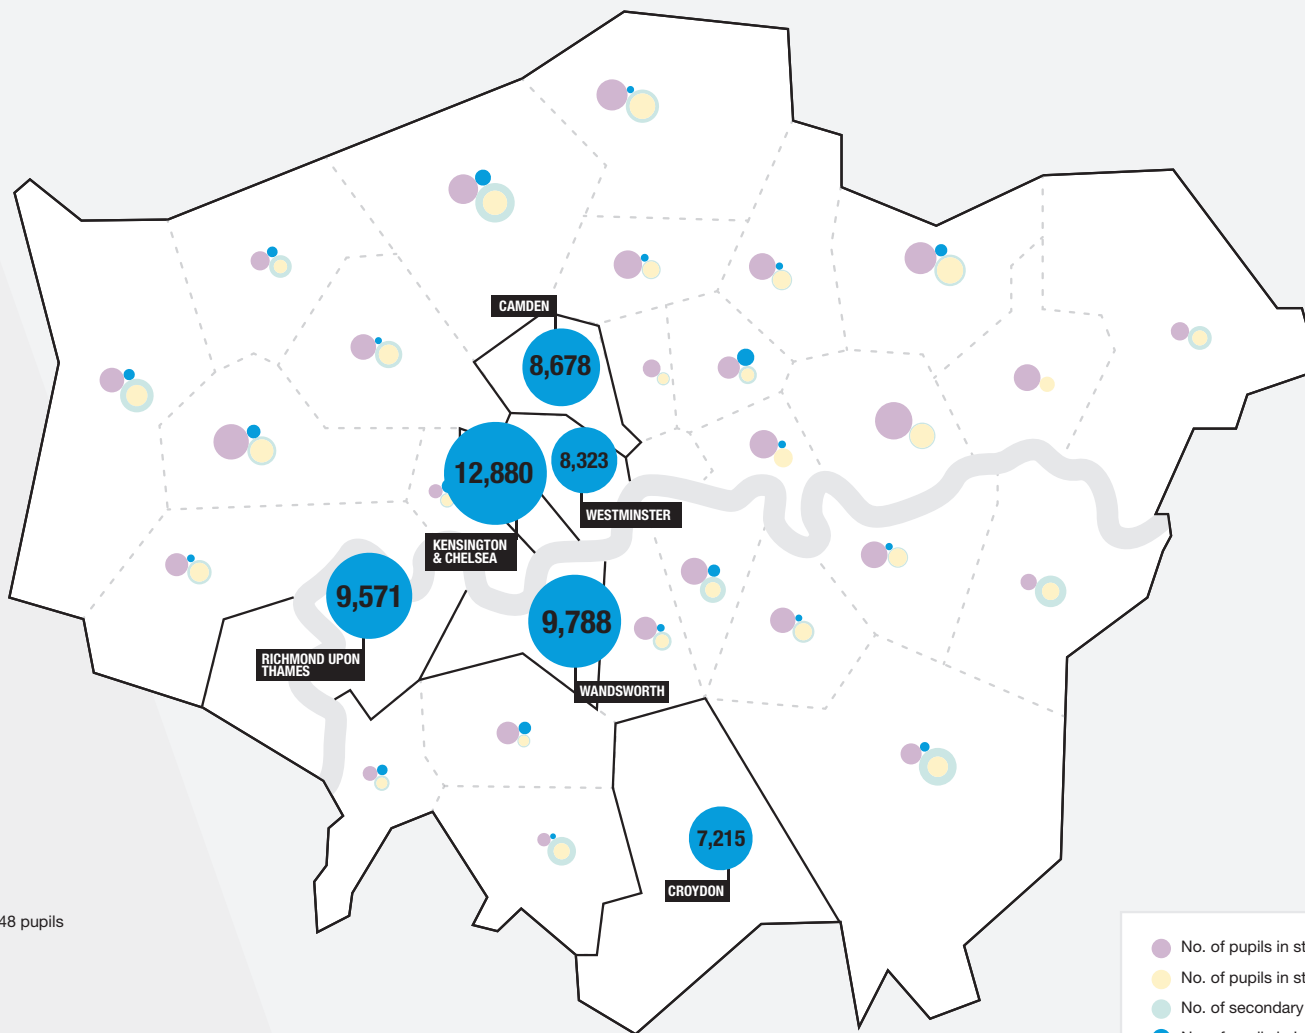 CAMDEN
8,678
12,880
8,323
WESTMINSTER
KENSINGTON
& CHELSEA
9,571
9,788
RICHMOND UPON
THAMES
WANDSWORTH
7,215
CROYDON
48 pupils
No. of pupils in st
No. of pupils in st
No. of secondary